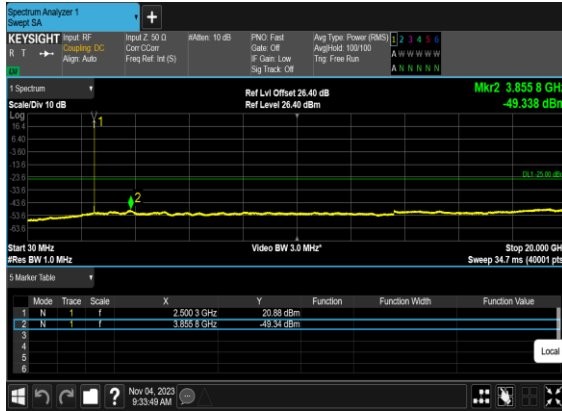 Spectrum Analyzer 1
Swept SA
+
KEYSIGHT Input: RF Input Z: 50 Ω #Atten: 10 dB PNO: Fast Avg Type: Power (RMS) 1 2 3 4 5 6
R T Coupling: DC Corr CCorr Gate: Off Avg|Hold: 100/100 A W W W W W
Align: Auto Freq Ref: Int (S) IF Gain: Low Trig: Free Run
LU Sig Track: Off A N N N N N
1 Spectrum Ref Lvl Offset 26.40 dB Mkr2 3.855 8 GHz
Scale/Div 10 dB Ref Level 26.40 dBm -49.338 dBm
Log
16.4 1
6.40
-3.60
-13.6
-23.6 DL1 -25.00 dBm
-33.6
-43.6 2
-53.6
-63.6
Start 30 MHz Video BW 3.0 MHz* Stop 20.000 GHz
#Res BW 1.0 MHz Sweep 34.7 ms (40001 pts)
5 Marker Table
Mode Trace Scale X Y Function Function Width Function Value
1 N 1 f 2.500 3 GHz 20.88 dBm
2 N 1 f 3.855 8 GHz -49.34 dBm
3
4
5
6
Local
? Nov 04, 2023
9:33:49 AM